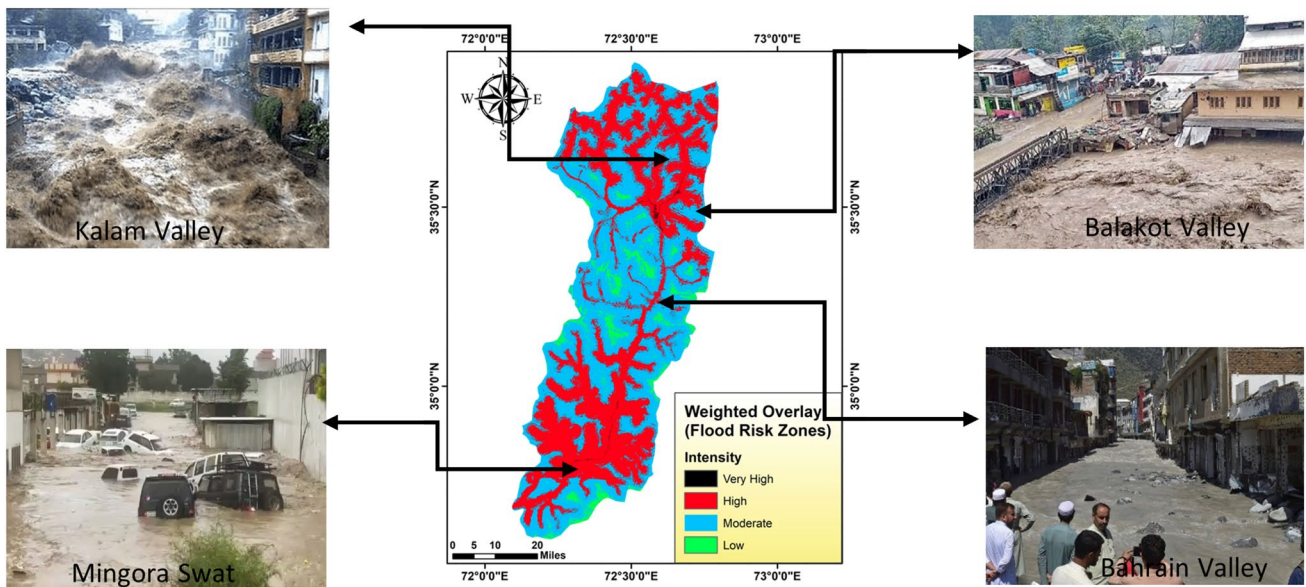 72°0'0"E
72°30'0"E
73°0'0"E
N
W
E
S
Kalam Valley
Balakot Valley
35°30'0"N
35°30'0"N
35°0'0"N
35°0'0"N
Weighted Overlay
(Flood Risk Zones)
Intensity
Very High
High
Moderate
Low
0 5 10 20
Miles
Mingora Swat
Bahrain Valley
72°0'0"E
72°30'0"E
73°0'0"E